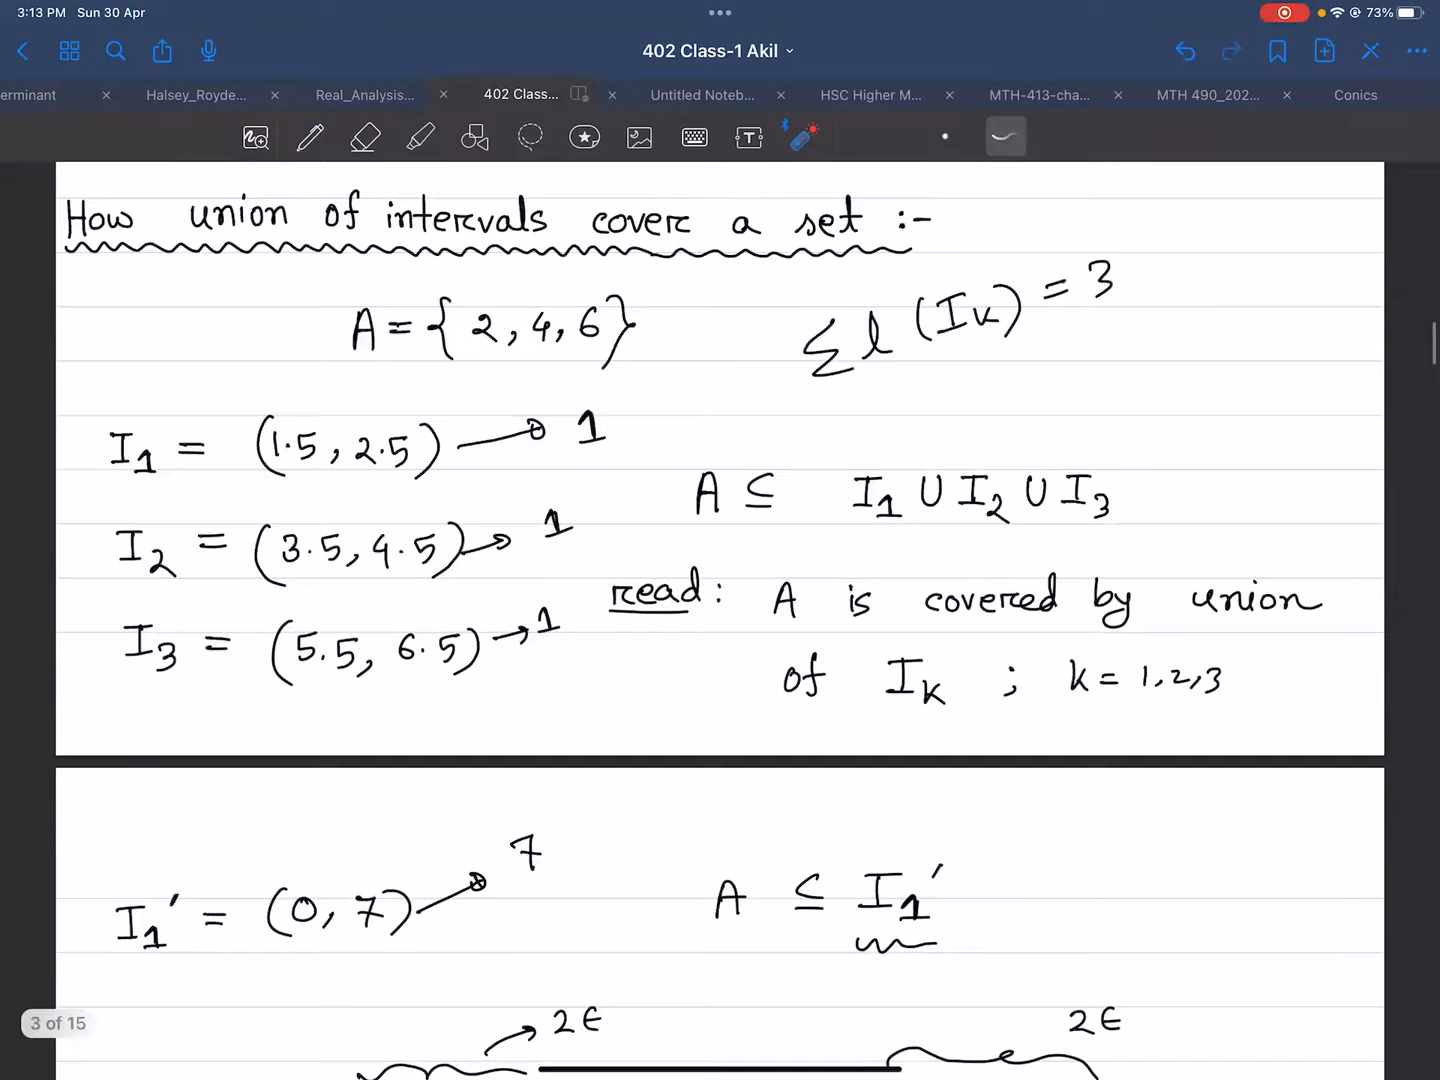 3:13 PM Sun 30 Apr
73%
402 Class-1 Akil
erminant × Halsey_Royde... × Real_Analysis... × 402 Class... × Untitled Noteb... × HSC Higher M... × MTH-413-cha... × MTH 490_202... × Conics
How union of intervals cover a set :-
A = { 2, 4, 6 }
∑ l (Iₖ) = 3
I₁ = (1.5, 2.5) → 1
A ⊆ I₁ ∪ I₂ ∪ I₃
I₂ = (3.5, 4.5) → 1
read: A is covered by union
I₃ = (5.5, 6.5) → 1
of Iₖ ; k = 1, 2, 3
I₁' = (0, 7) → 7
A ⊆ I₁'
3 of 15
2ϵ
2ϵ